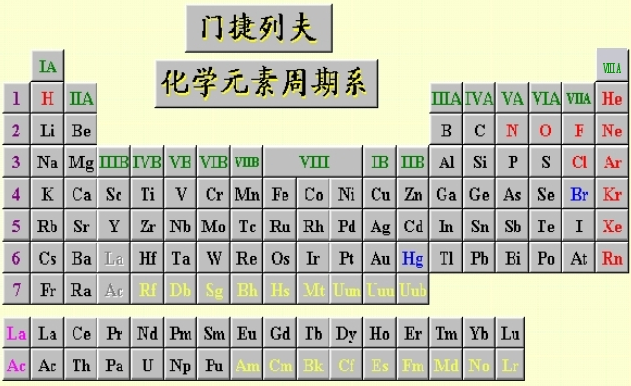 门捷列夫
化学元素周期系
IA VIIIA
1 H IIA IIIA IVA VA VIA VIIA He
2 Li Be B C N O F Ne
3 Na Mg IIIB IVB VB VIB VIIB VIII IB IIB Al Si P S Cl Ar
4 K Ca Sc Ti V Cr Mn Fe Co Ni Cu Zn Ga Ge As Se Br Kr
5 Rb Sr Y Zr Nb Mo Tc Ru Rh Pd Ag Cd In Sn Sb Te I Xe
6 Cs Ba La Hf Ta W Re Os Ir Pt Au Hg Tl Pb Bi Po At Rn
7 Fr Ra Ac Rf Db Sg Bh Hs Mt Uun Uuu Uub
La La Ce Pr Nd Pm Sm Eu Gd Tb Dy Ho Er Tm Yb Lu
Ac Ac Th Pa U Np Pu Am Cm Bk Cf Es Fm Md No Lr